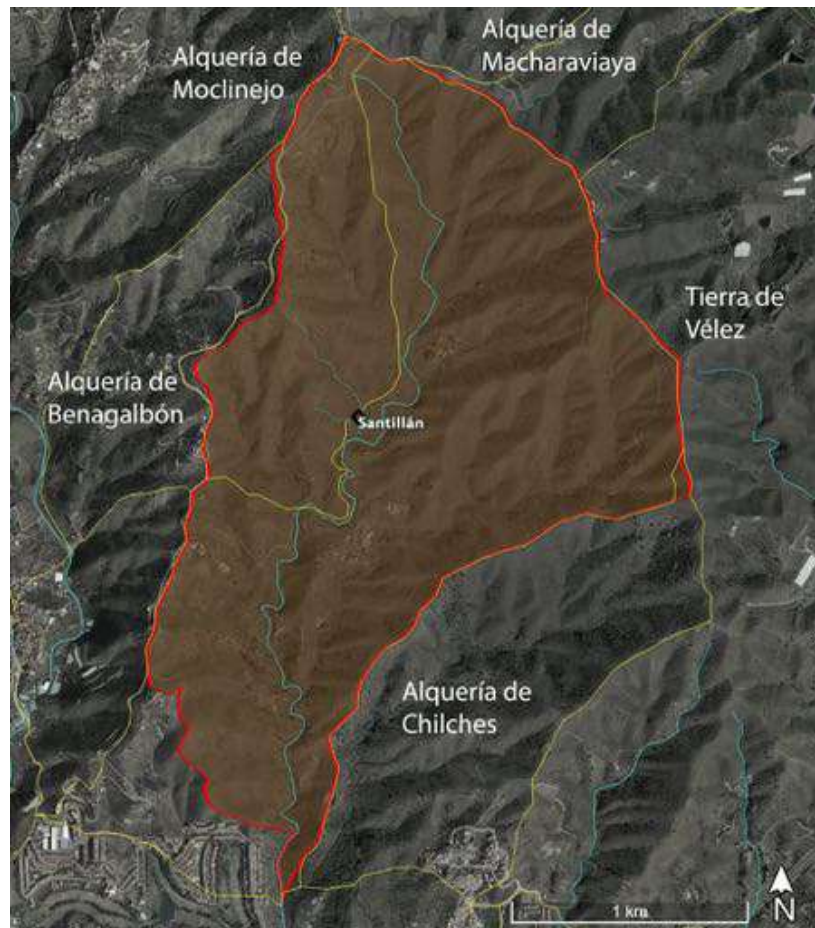 Alquería de
Moclinejo
Alquería de
Macharaviaya
Tierra de
Vélez
Alquería de
Benagalbón
Santillán
Alquería de
Chilches
1 km
N